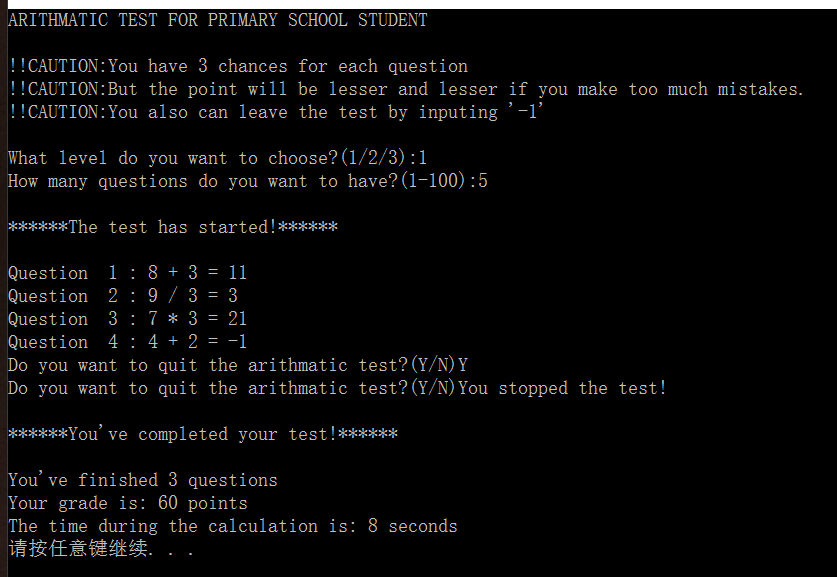 ARITHMATIC TEST FOR PRIMARY SCHOOL STUDENT
!!CAUTION:You have 3 chances for each question
!!CAUTION:But the point will be lesser and lesser if you make too much mistakes.
!!CAUTION:You also can leave the test by inputing '-1'
What level do you want to choose?(1/2/3):1
How many questions do you want to have?(1-100):5
******The test has started!******
Question  1 : 8 + 3 = 11
Question  2 : 9 / 3 = 3
Question  3 : 7 * 3 = 21
Question  4 : 4 + 2 = -1
Do you want to quit the arithmatic test?(Y/N)Y
Do you want to quit the arithmatic test?(Y/N)You stopped the test!
******You've completed your test!******
You've finished 3 questions
Your grade is: 60 points
The time during the calculation is: 8 seconds
请按任意键继续. . .